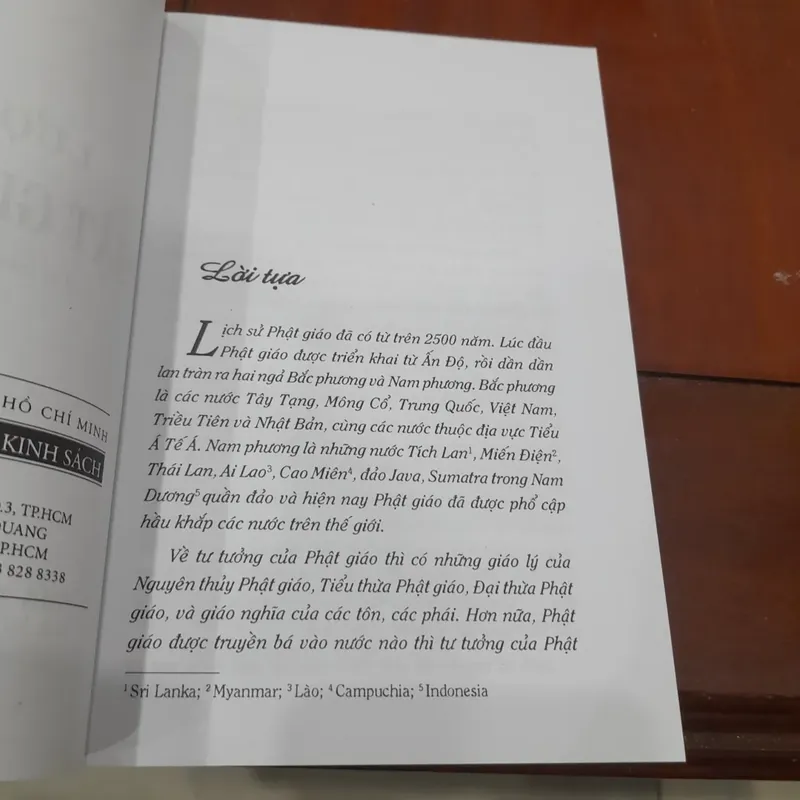 HỒ CHÍ MINH
KINH SÁCH
.3, TP.HCM
QUANG
P.HCM
3 828 8338
Lời tựa
Lịch sử Phật giáo đã có từ trên 2500 năm. Lúc đầu
Phật giáo được triển khai từ Ấn Độ, rồi dần dần
lan tràn ra hai ngả Bắc phương và Nam phương. Bắc phương
là các nước Tây Tạng, Mông Cổ, Trung Quốc, Việt Nam,
Triều Tiên và Nhật Bản, cùng các nước thuộc địa vực Tiểu
Á Tế Á. Nam phương là những nước Tích Lan¹, Miến Điện²,
Thái Lan, Ai Lao³, Cao Miên⁴, đảo Java, Sumatra trong Nam
Dương⁵ quần đảo và hiện nay Phật giáo đã được phổ cập
hầu khắp các nước trên thế giới.
Về tư tưởng của Phật giáo thì có những giáo lý của
Nguyên thủy Phật giáo, Tiểu thừa Phật giáo, Đại thừa Phật
giáo, và giáo nghĩa của các tôn, các phái. Hơn nữa, Phật
giáo được truyền bá vào nước nào thì tư tưởng của Phật
¹ Sri Lanka; ² Myanmar; ³ Lào; ⁴ Campuchia; ⁵ Indonesia